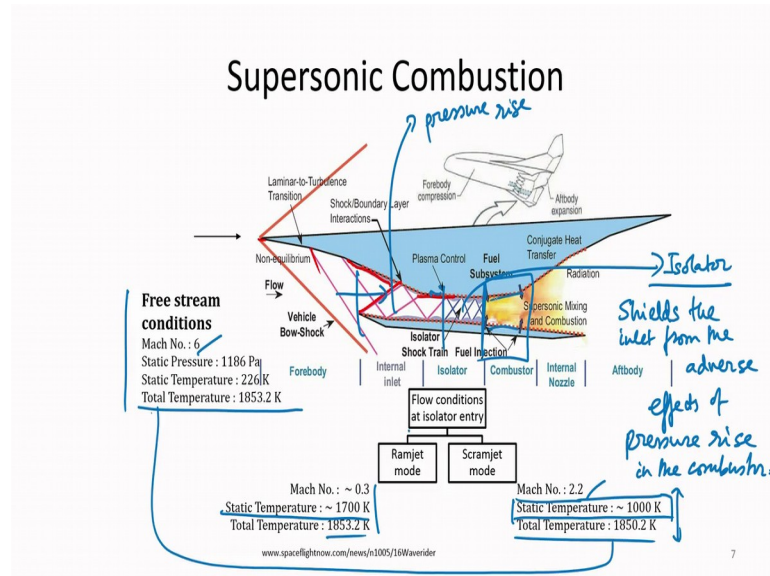 Supersonic Combustion
pressure rise
Laminar-to-Turbulence
Transition
Shock/Boundary Layer
Interactions
Forebody
compression
Aftbody
expansion
Non-equilibrium
Plasma Control
Fuel
Subsystem
Conjugate Heat
Transfer
Radiation
Isolator
Flow
Vehicle
Bow-Shock
Supersonic Mixing
and Combustion
Isolator
Shock Train
Fuel Injection
Free stream
conditions
Mach No. : 6
Static Pressure : 1186 Pa
Static Temperature : 226 K
Total Temperature : 1853.2 K
Forebody
Internal
inlet
Isolator
Combustor
Internal
Nozzle
Aftbody
Shields the
inlet from the
adverse
effects of
pressure rise
in the combustor.
Flow conditions
at isolator entry
Ramjet
mode
Scramjet
mode
Mach No. : ~ 0.3
Static Temperature : ~ 1700 K
Total Temperature : 1853.2 K
Mach No. : 2.2
Static Temperature : ~ 1000 K
Total Temperature : 1850.2 K
www.spaceflightnow.com/news/n1005/16Waverider
7